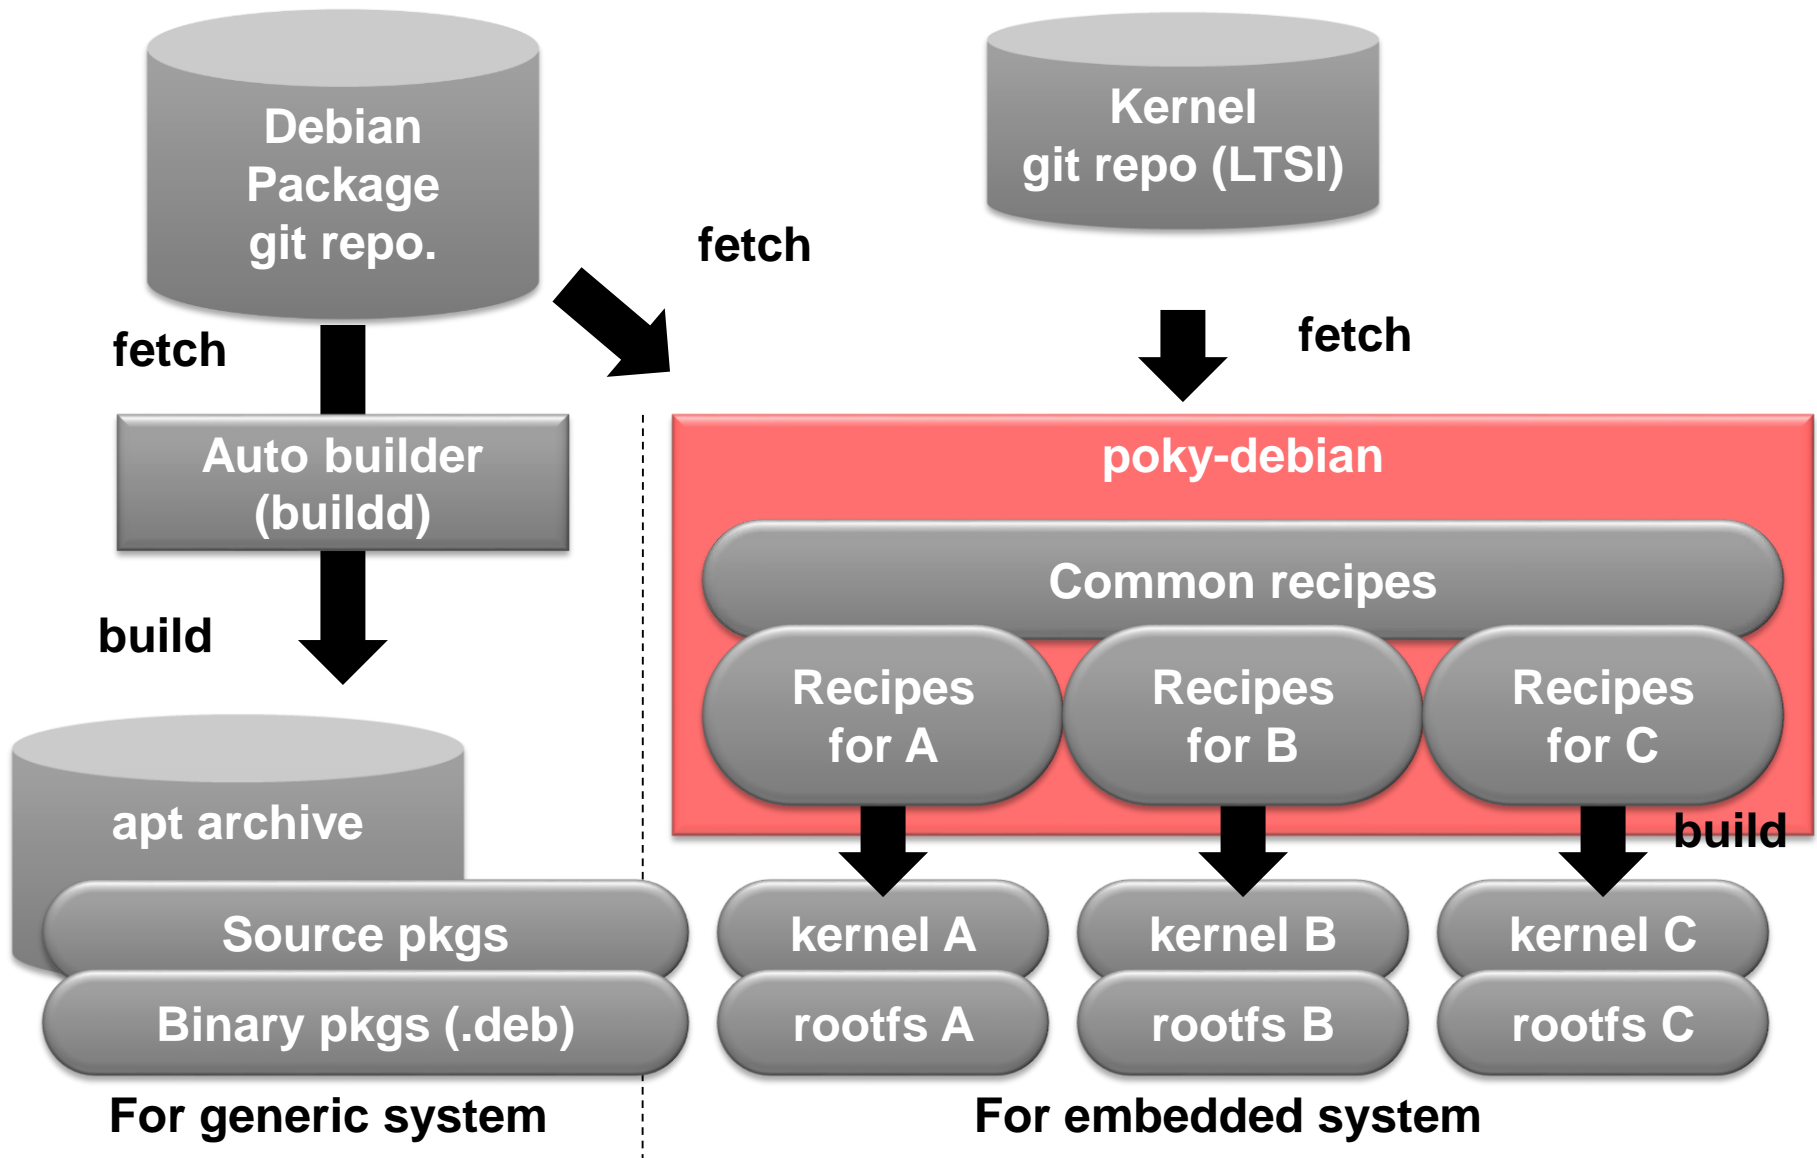 Debian
Package
git repo.
Kernel
git repo (LTSI)
fetch
fetch
fetch
Auto builder
(buildd)
build
poky-debian
Common recipes
Recipes
for A
Recipes
for B
Recipes
for C
build
apt archive
Source pkgs
Binary pkgs (.deb)
kernel A
rootfs A
kernel B
rootfs B
kernel C
rootfs C
For generic system
For embedded system